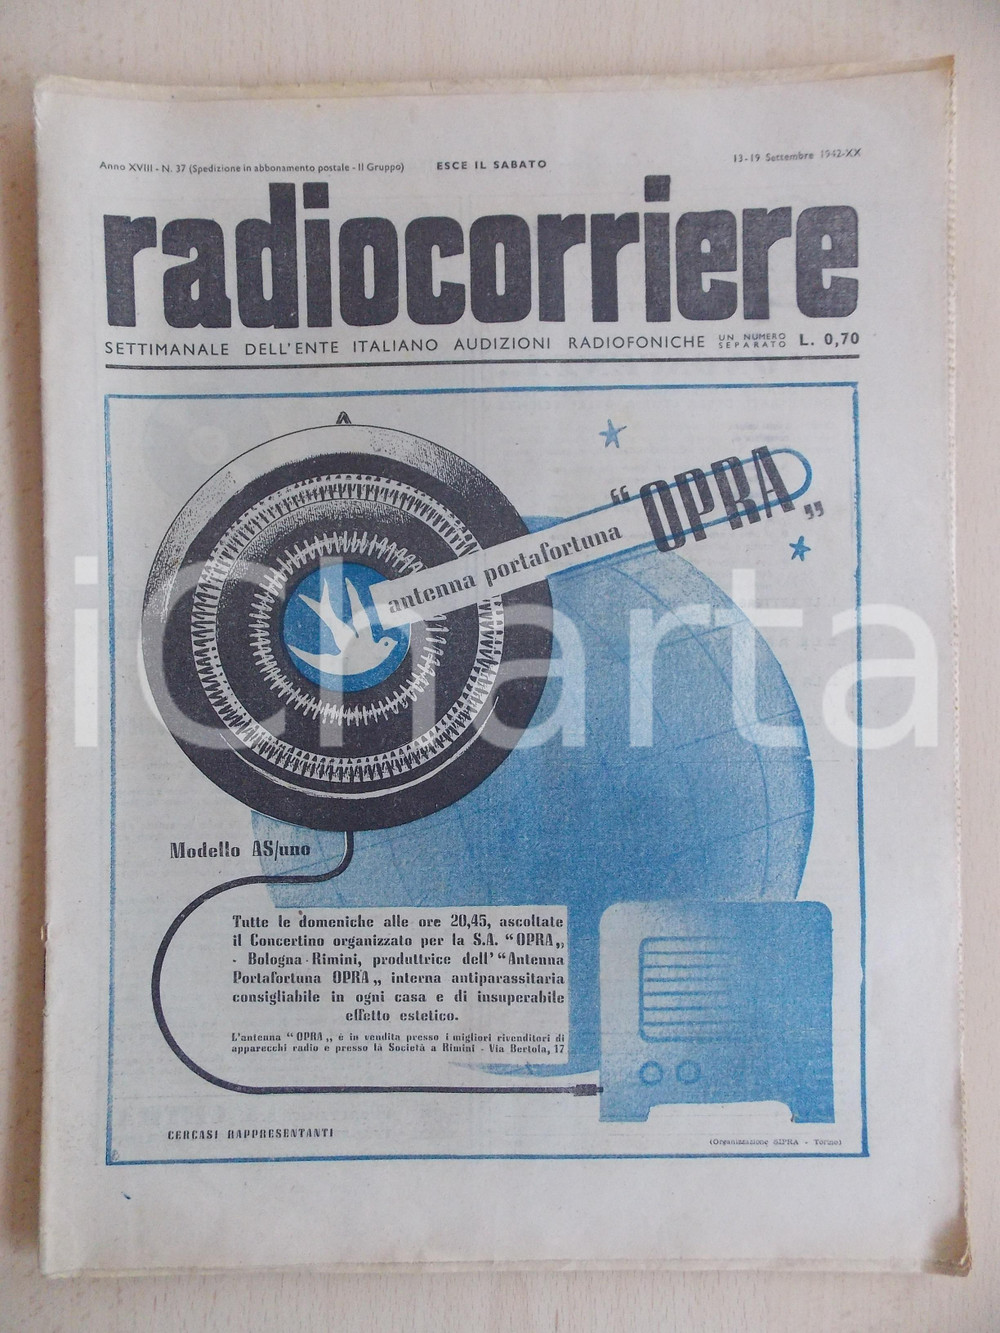 Anno XVIII - N. 37 (Spedizione in abbonamento postale - II Gruppo) ESCE IL SABATO 13-19 Settembre 1942-XX
radiocorriere
SETTIMANALE DELL'ENTE ITALIANO AUDIZIONI RADIOFONICHE UN NUMERO SEPARATO L. 0,70
antenna portafortuna “OPRA„
iCharta
Modello AS/uno
Tutte le domeniche alle ore 20,45, ascoltate
il Concertino organizzato per la S.A. “OPRA„
- Bologna-Rimini, produttrice dell'“Antenna
Portafortuna OPRA„ interna antiparassitaria
consigliabile in ogni casa e di insuperabile
effetto estetico.
L'antenna “OPRA„ è in vendita presso i migliori rivenditori di
apparecchi radio e presso la Società a Rimini - Via Bertola, 17
CERCASI RAPPRESENTANTI
(Organizzazione SIPRA - Torino)